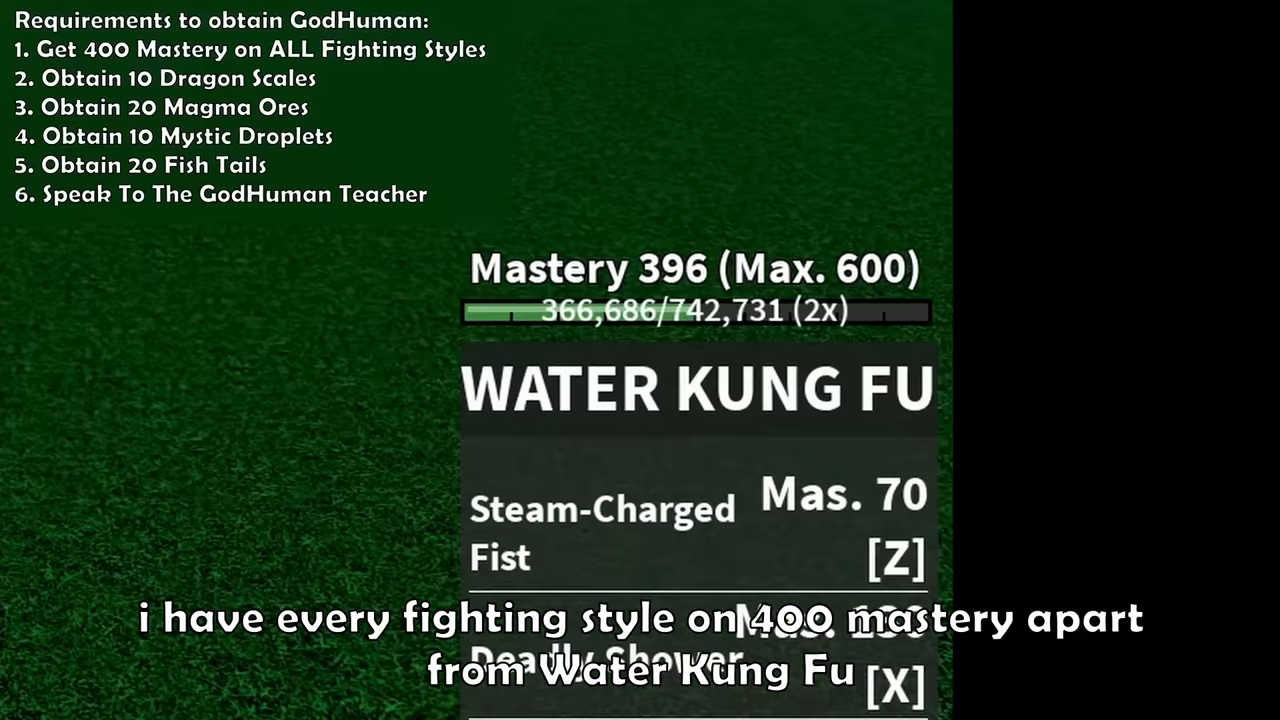 Requirements to obtain GodHuman:
1. Get 400 Mastery on ALL Fighting Styles
2. Obtain 10 Dragon Scales
3. Obtain 20 Magma Ores
4. Obtain 10 Mystic Droplets
5. Obtain 20 Fish Tails
6. Speak To The GodHuman Teacher
Mastery 396 (Max. 600)
366,686/742,731 (2x)
WATER KUNG FU
Steam-Charged Mas. 70
Fist [Z]
i have every fighting style on 400 mastery apart
Deadly Shower
from Water Kung Fu
[X]